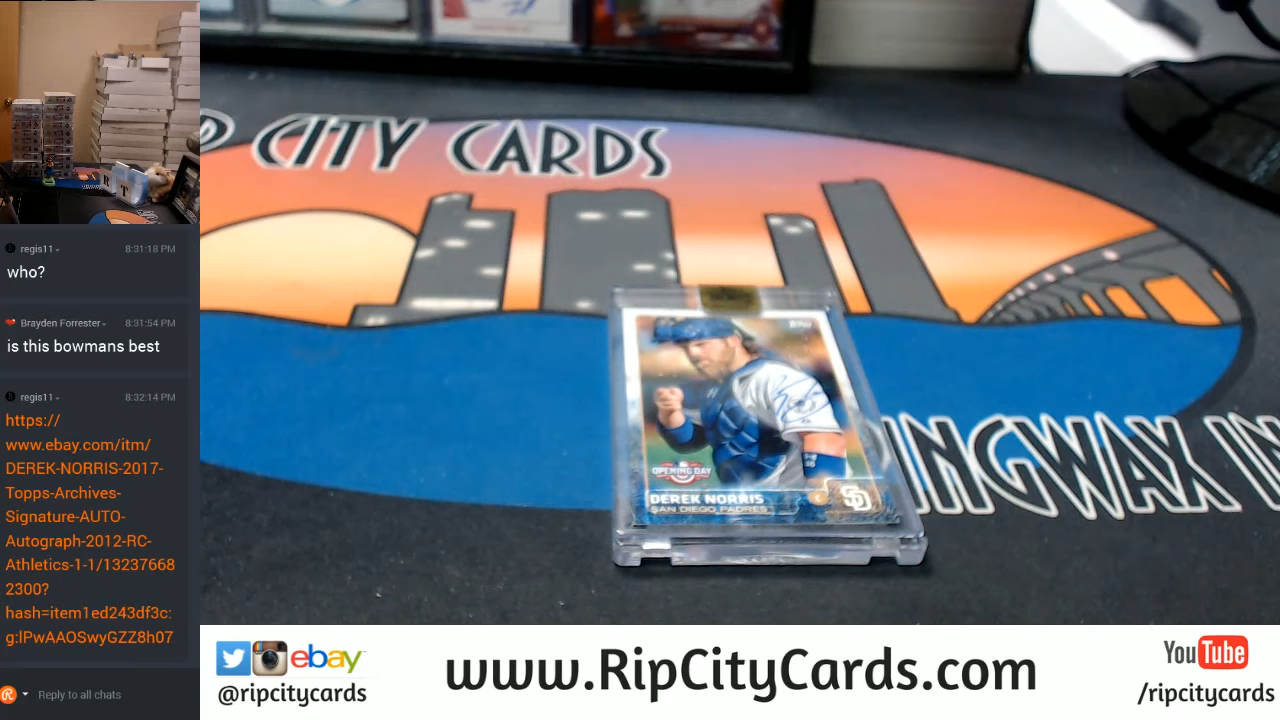 regis11
8:31:18 PM
who?
Brayden Forrester
8:31:54 PM
is this bowmans best
regis11
8:32:14 PM
https://
www.ebay.com/itm/
DEREK-NORRIS-2017-
Topps-Archives-
Signature-AUTO-
Autograph-2012-RC-
Athletics-1-1/13237668
2300?
hash=item1ed243df3c:
g:lPwAAOSwyGZZ8h07
Reply to all chats
P CITY CARDS
INGWAX IN
OPENING DAY
DEREK NORRIS
SAN DIEGO PADRES
C
SD
ebay
@ripcitycards
www.RipCityCards.com
YouTube
/ripcitycards